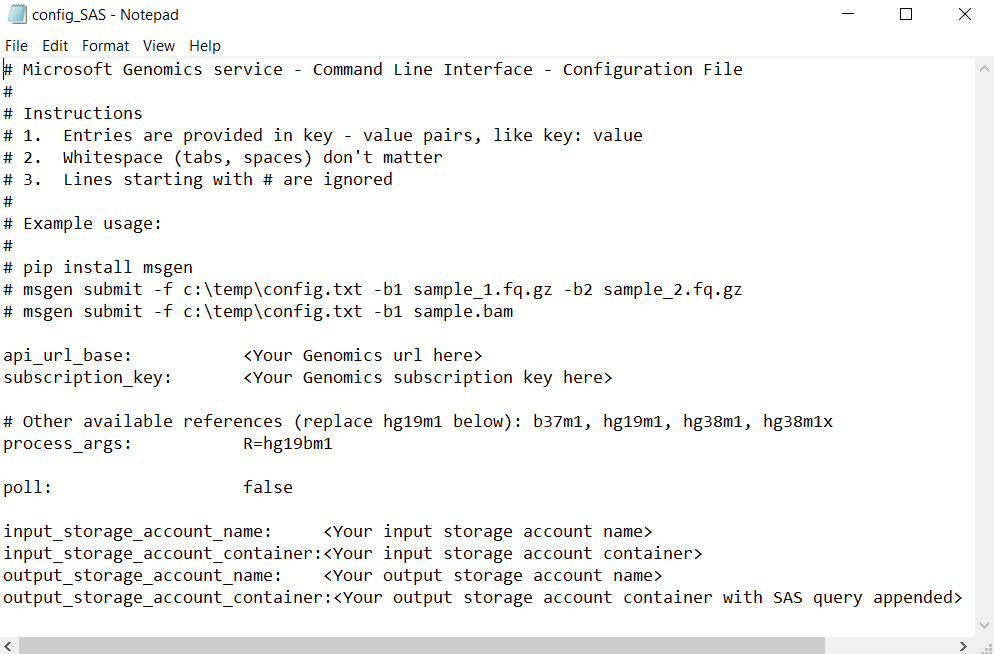 config_SAS - Notepad
File Edit Format View Help
# Microsoft Genomics service - Command Line Interface - Configuration File
#
# Instructions
# 1.  Entries are provided in key - value pairs, like key: value
# 2.  Whitespace (tabs, spaces) don't matter
# 3.  Lines starting with # are ignored
#
# Example usage:
#
# pip install msgen
# msgen submit -f c:\temp\config.txt -b1 sample_1.fq.gz -b2 sample_2.fq.gz
# msgen submit -f c:\temp\config.txt -b1 sample.bam
api_url_base:           <Your Genomics url here>
subscription_key:       <Your Genomics subscription key here>
# Other available references (replace hg19m1 below): b37m1, hg19m1, hg38m1, hg38m1x
process_args:           R=hg19bm1
poll:                   false
input_storage_account_name:     <Your input storage account name>
input_storage_account_container:<Your input storage account container>
output_storage_account_name:    <Your output storage account name>
output_storage_account_container:<Your output storage account container with SAS query appended>